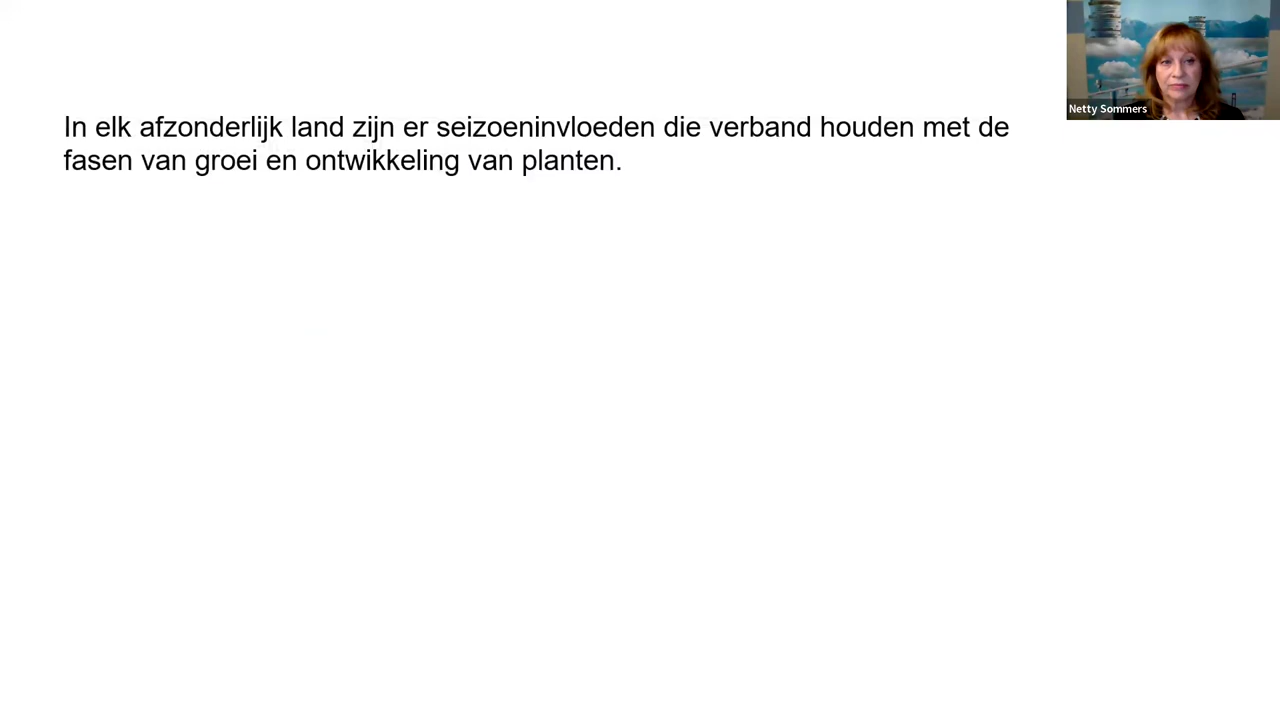 In elk afzonderlijk land zijn er seizoeninvloeden die verband houden met de
fasen van groei en ontwikkeling van planten.
Netty Sommers